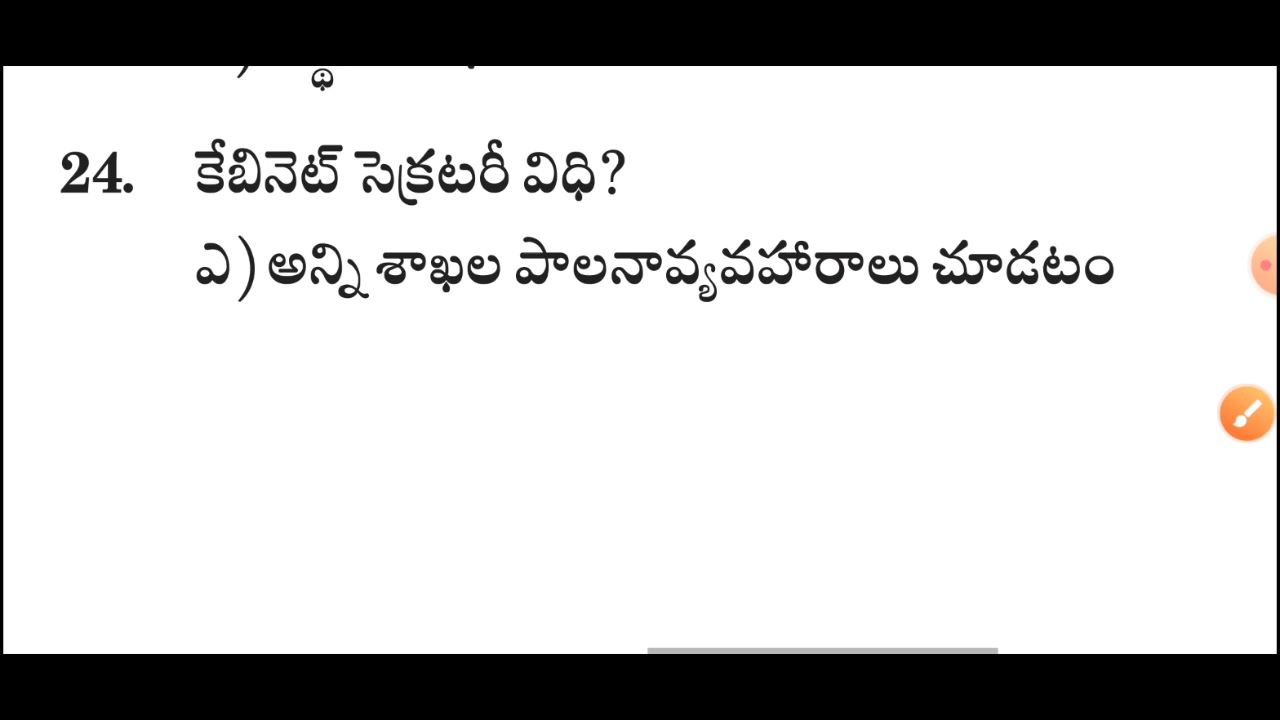 24. కేబినెట్ సెక్రటరీ విధి?
ఎ) అన్ని శాఖల పాలనావ్యవహారాలు చూడటం